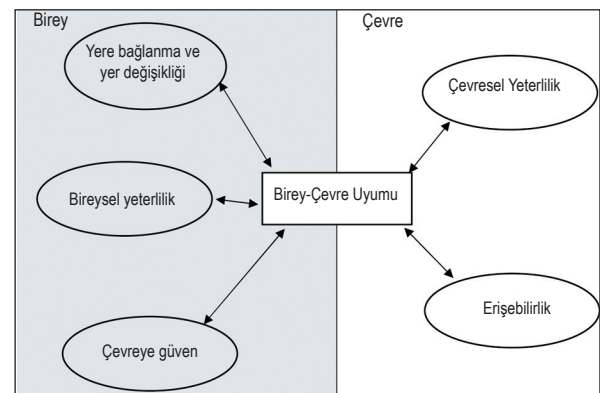 Birey
Çevre
Yere bağlanma ve
yer değişikliği
Çevresel Yeterlilik
Bireysel yeterlilik
Birey-Çevre Uyumu
Erişebilirlik
Çevreye güven